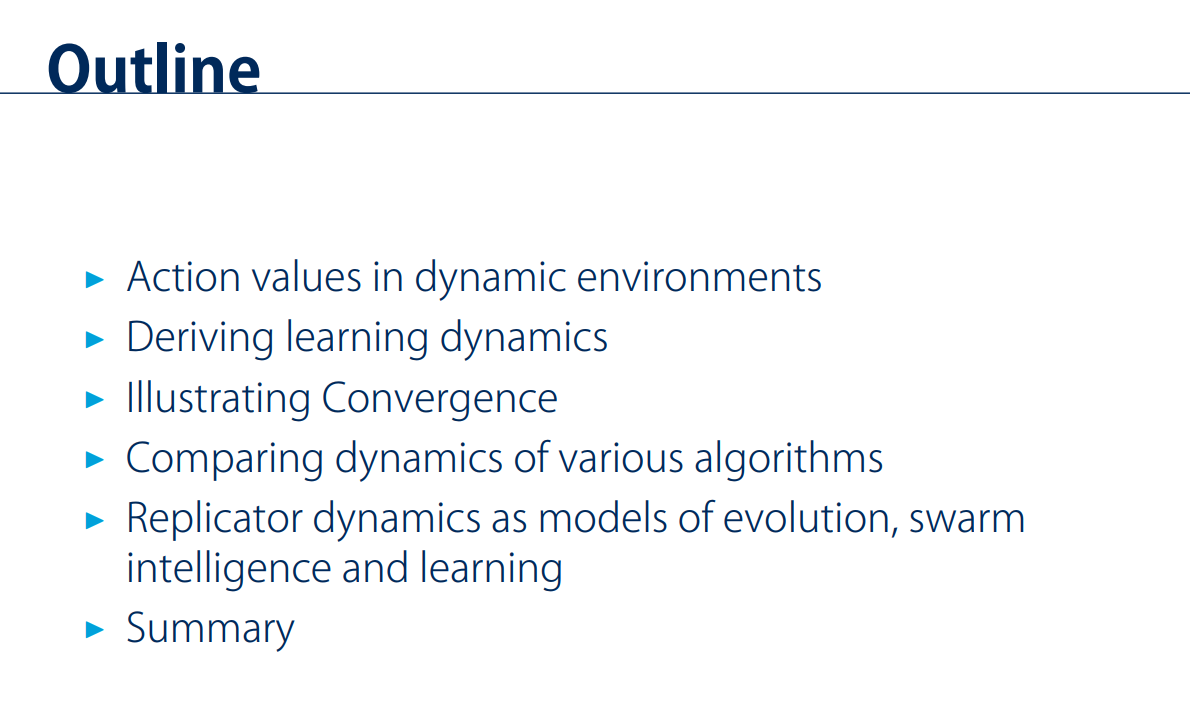 Outline
► Action values in dynamic environments
► Deriving learning dynamics
► Illustrating Convergence
► Comparing dynamics of various algorithms
► Replicator dynamics as models of evolution, swarm
intelligence and learning
► Summary